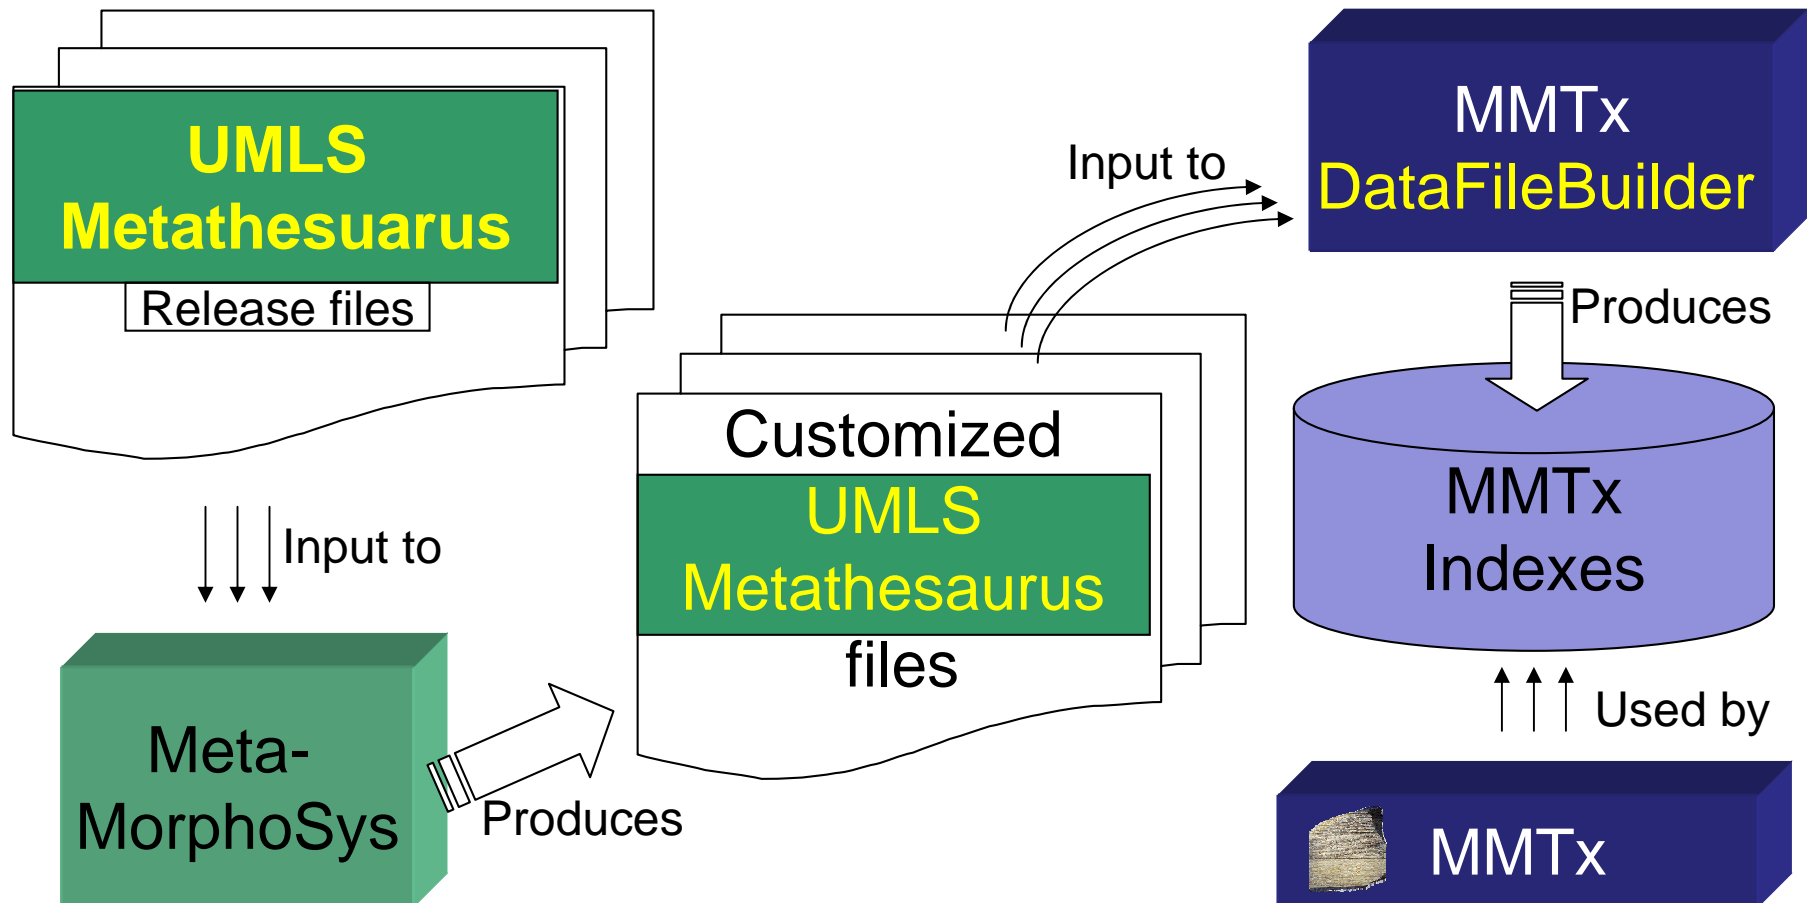 UMLS
Metathesuarus
Release files
Input to
Meta-
MorphoSys
Produces
Customized
UMLS
Metathesaurus
files
Input to
MMTx
DataFileBuilder
Produces
MMTx
Indexes
Used by
MMTx